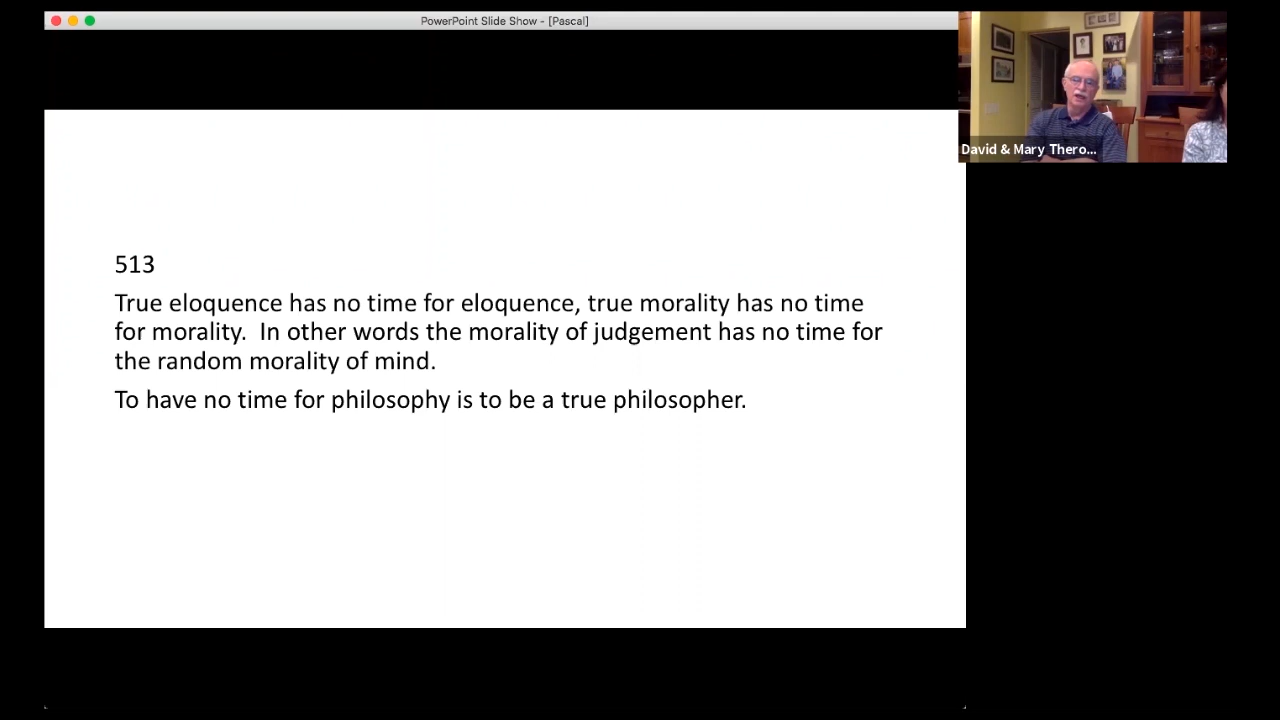 PowerPoint Slide Show - [Pascal]
David & Mary Thero...
513
True eloquence has no time for eloquence, true morality has no time
for morality.  In other words the morality of judgement has no time for
the random morality of mind.
To have no time for philosophy is to be a true philosopher.